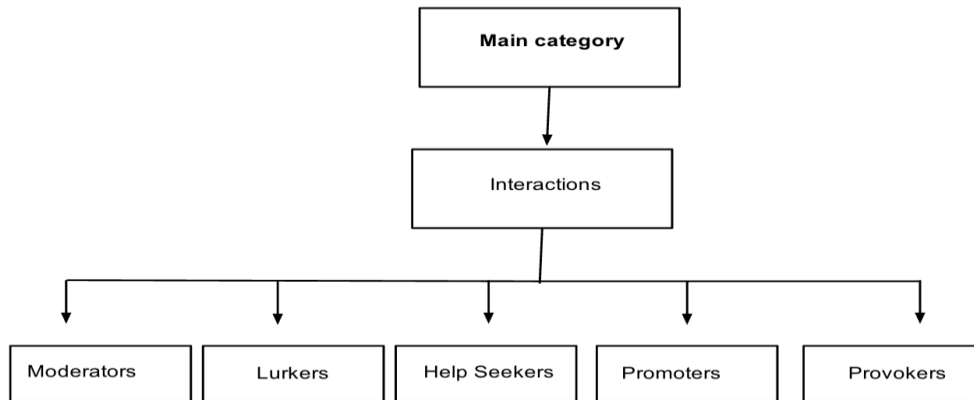 Main category
Interactions
Moderators
Lurkers
Help Seekers
Promoters
Provokers